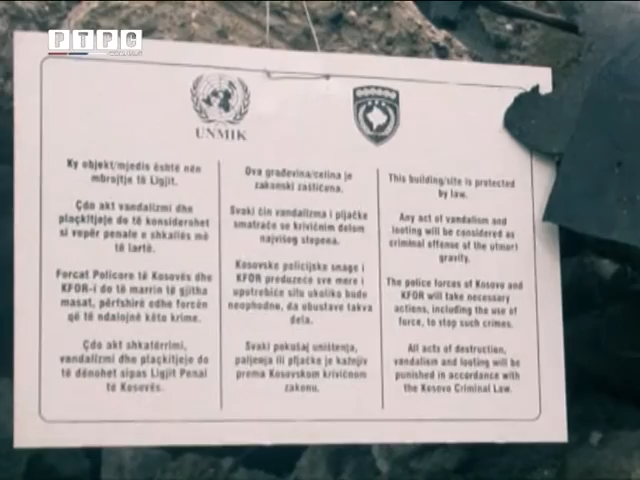 РТРС
UNMIK
Ky objekt/mjedis është nën
mbrojtje të Ligjit.
Çdo akt vandalizmi dhe
plaçkitjeje do të konsiderohet
si vepër penale e shkallës më
të lartë.
Forcat Policore të Kosovës dhe
KFOR-i do të marrin të gjitha
masat, përfshire edhe forcën
që të ndalojnë këto krime.
Çdo akt shkatërrimi,
vandalizmi dhe plaçkitjeje do
të dënohet sipas Ligjit Penal
të Kosovës.
Ova građevina/celina je
zakonski zaštićena.
Svaki čin vandalizma i pljačke
smatraće se krivičnim delom
najvišog stepena.
Kosovske policijske snage i
KFOR preduzeće sve mere i
upotrebiće silu ukoliko bude
neophodno, da obustave takva
dela.
Svaki pokušaj uništenja,
paljenja ili pljačke je kažnjiv
prema Kosovskom krivičnom
zakonu.
This building/site is protected
by law.
Any act of vandalism and
looting will be considered as
criminal offense of the utmort
gravity.
The police forces of Kosovo and
KFOR will take necessary
actions, including the use of
force, to stop such crimes.
All acts of destruction,
vandalism and looting will be
punished in accordance with
the Kosovo Criminal Law.